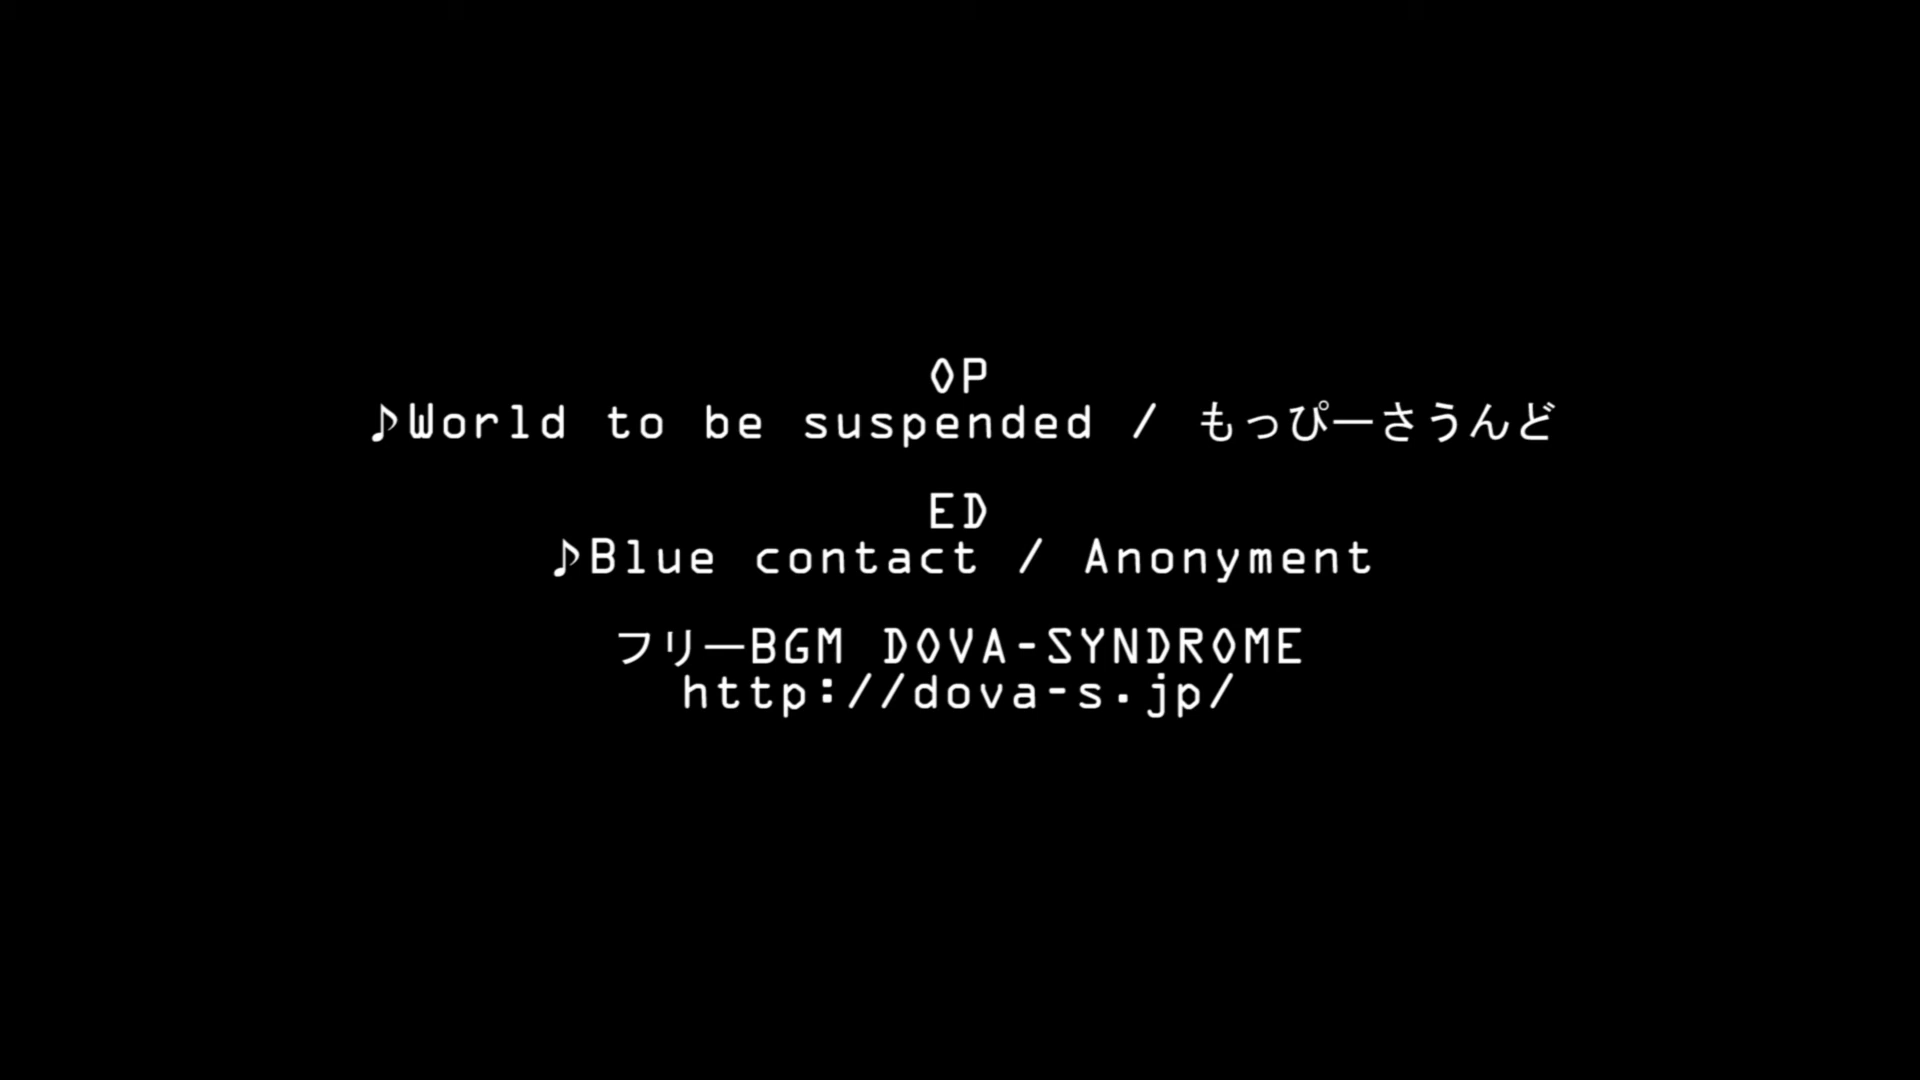 OP
♪World to be suspended / もっぴーさうんど
ED
♪Blue contact / Anonyment
フリーBGM DOVA-SYNDROME
http://dova-s.jp/